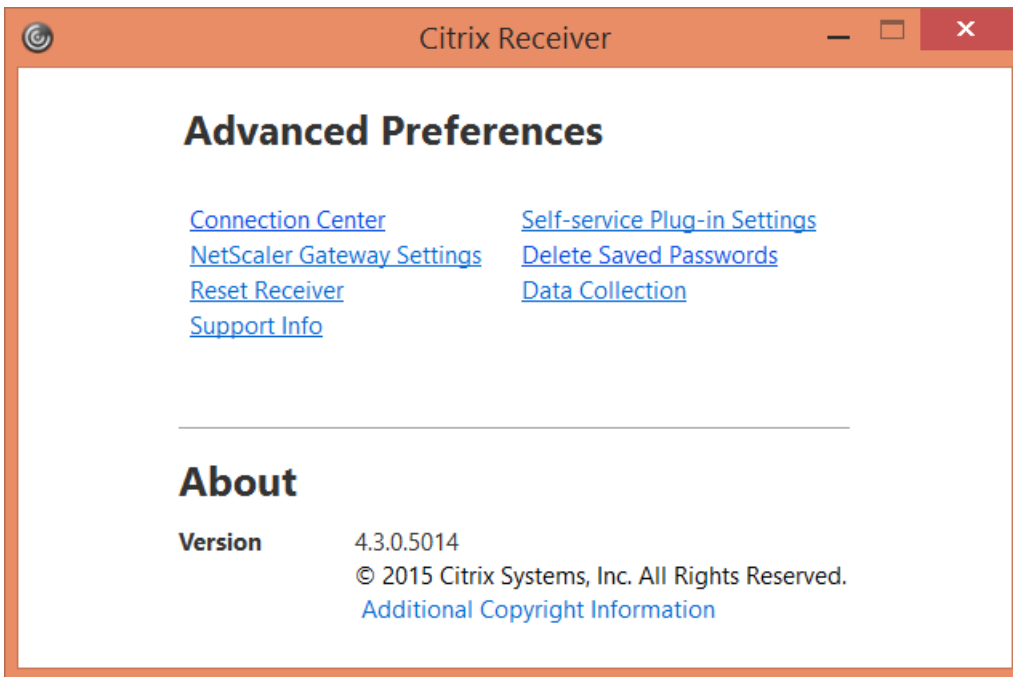 Citrix Receiver
Advanced Preferences
Connection Center
Self-service Plug-in Settings
NetScaler Gateway Settings
Delete Saved Passwords
Reset Receiver
Data Collection
Support Info
About
Version 4.3.0.5014
© 2015 Citrix Systems, Inc. All Rights Reserved.
Additional Copyright Information